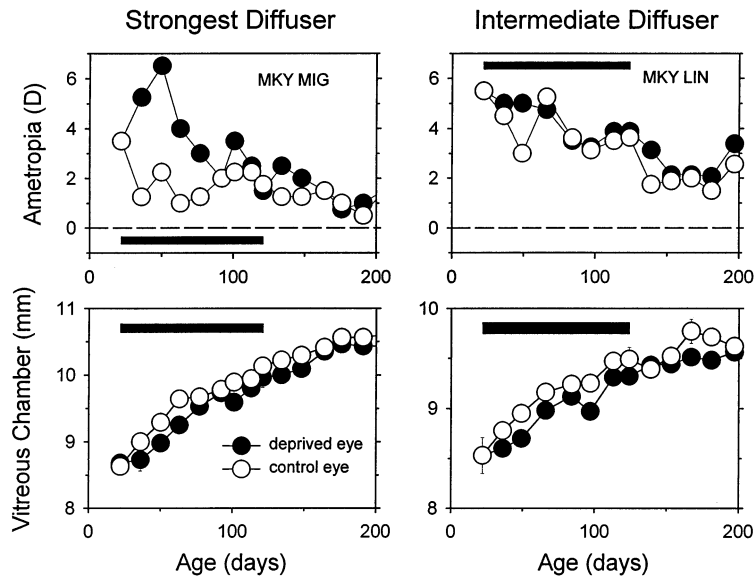 Strongest Diffuser
Intermediate Diffuser
Ametropia (D)
6
4
2
0
MKY MIG
0
100
200
6
4
2
0
MKY LIN
0
100
200
Vitreous Chamber (mm)
11
10
9
8
deprived eye
control eye
0
100
200
Age (days)
10
9
8
0
100
200
Age (days)